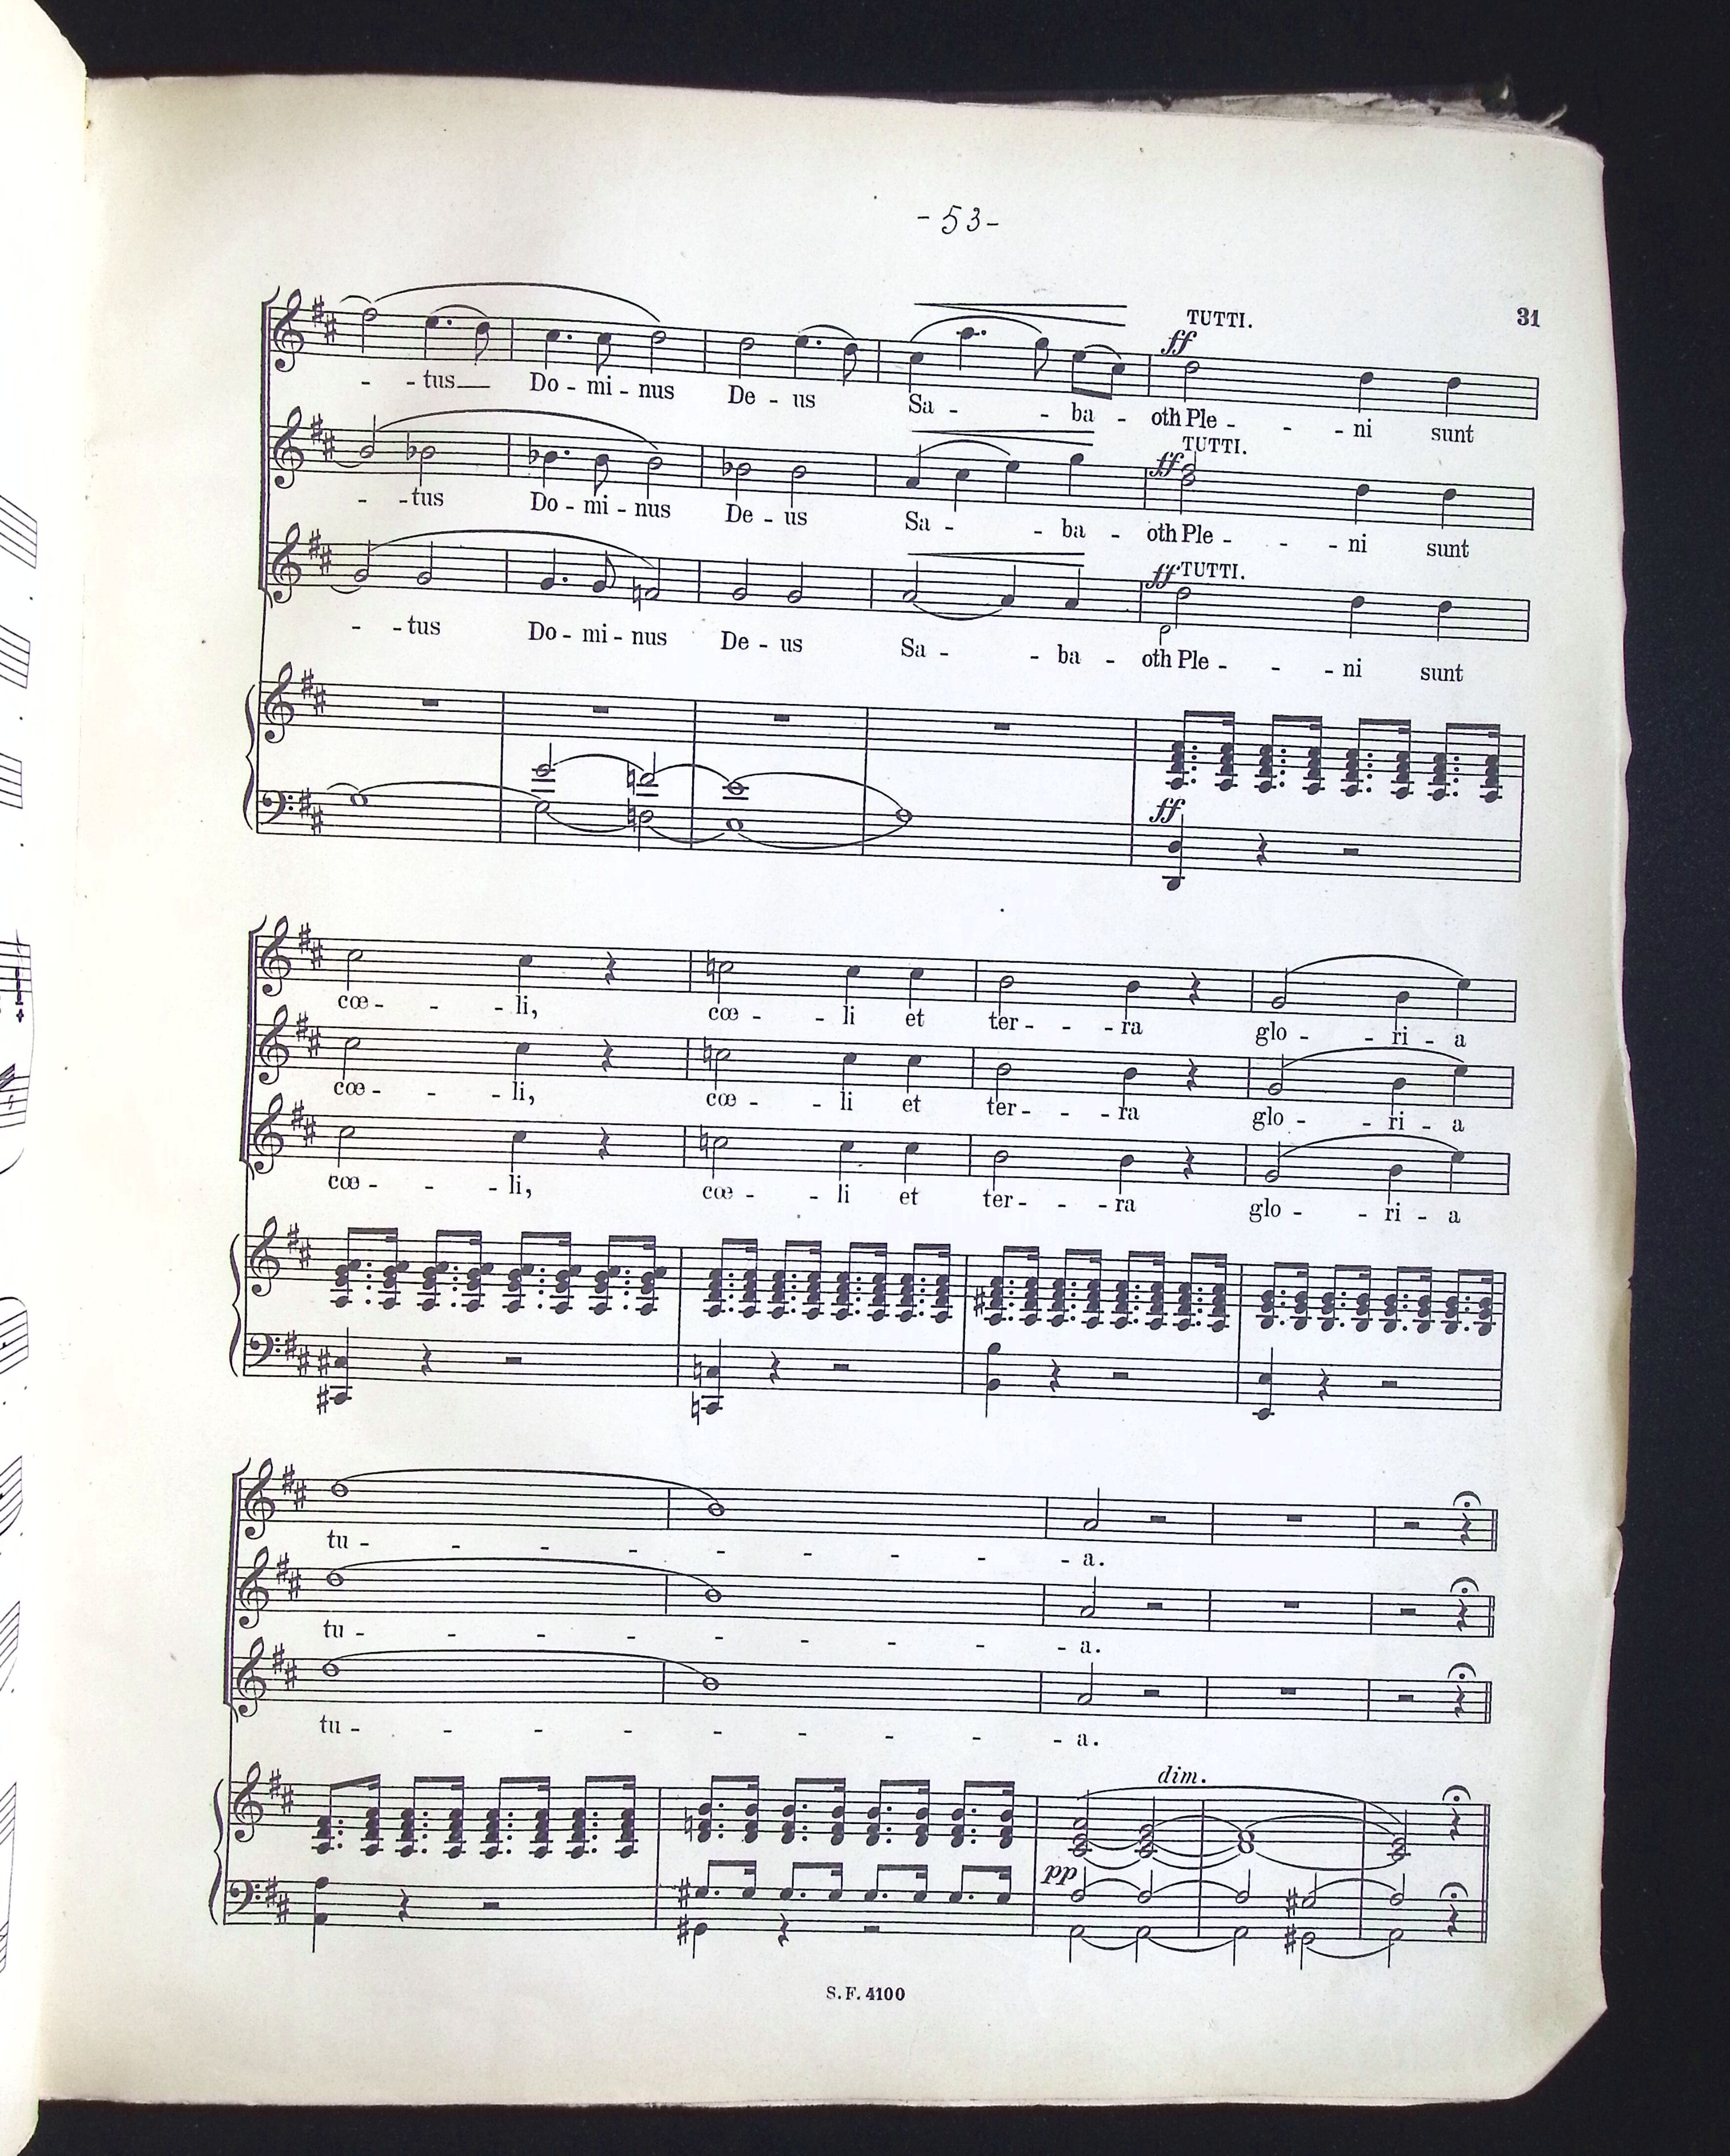 - 53 -
31
TUTTI.
ff
- - tus Do - mi - nus De - us Sa - - ba - oth Ple - - - ni sunt
TUTTI.
ff
- - tus Do - mi - nus De - us Sa - - ba - oth Ple - - - ni sunt
ff TUTTI.
- - tus Do - mi - nus De - us Sa - - ba - oth Ple - - - ni sunt
ff
cœ - - - li, cœ - - li et ter - - - ra glo - - ri - a
cœ - - - li, cœ - - li et ter - - - ra glo - - ri - a
cœ - - - li, cœ - - li et ter - - - ra glo - - ri - a
tu - - - - - - - - - a.
tu - - - - - - - - - a.
tu - - - - - - - - - a.
dim.
pp
S. F. 4100